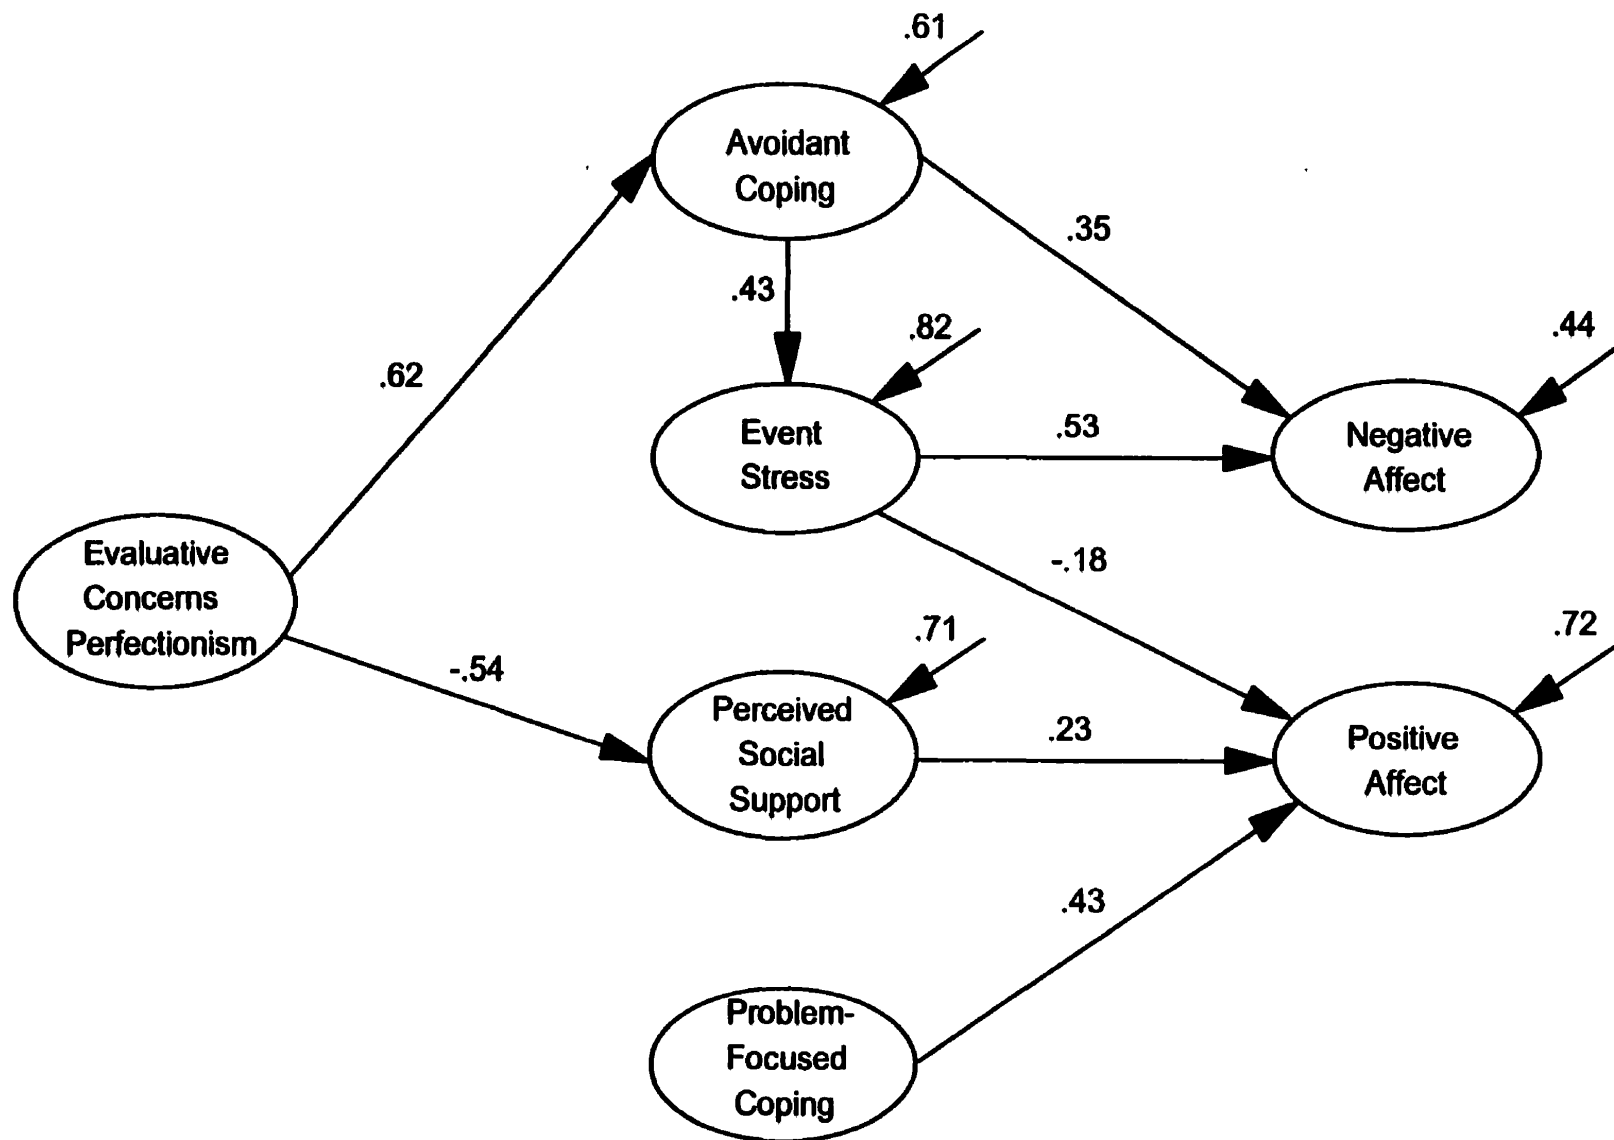 .61
Avoidant
Coping
.35
.43
.82
.44
.62
Event
Stress
.53
Negative
Affect
Evaluative
Concerns
Perfectionism
-.18
-.54
.71
.72
Perceived
Social
Support
.23
Positive
Affect
.43
Problem-
Focused
Coping